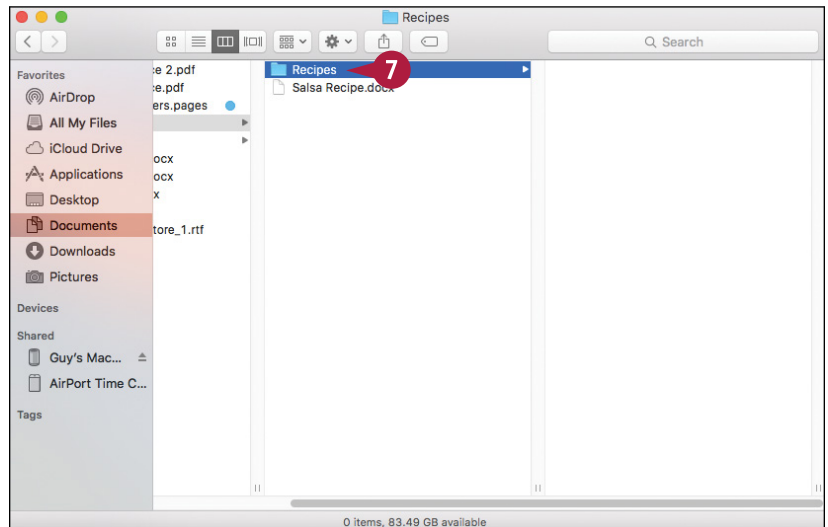 Recipes
Search
Favorites
AirDrop
All My Files
iCloud Drive
Applications
Desktop
Documents
Downloads
Pictures
Devices
Shared
Guy's Mac...
AirPort Time C...
Tags
e 2.pdf
e.pdf
ers.pages
ocx
ocx
x
tore_1.rtf
Recipes
7
Salsa Recipe.docx
0 items, 83.49 GB available